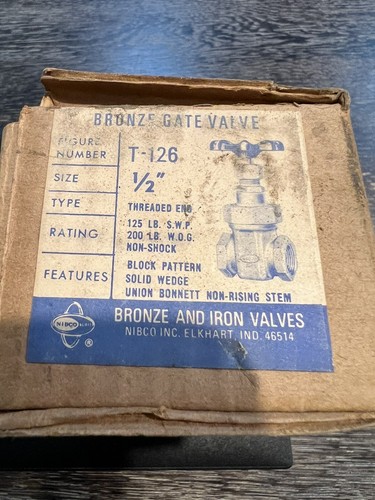 BRONZE GATE VALVE
FIGURE NUMBER T-126
SIZE 1/2"
TYPE THREADED END
RATING 125 LB. S.W.P.
200 LB. W.O.G.
NON-SHOCK
FEATURES BLOCK PATTERN
SOLID WEDGE
UNION BONNETT NON-RISING STEM
NIBCO
®
BRONZE AND IRON VALVES
NIBCO INC. ELKHART, IND. 46514